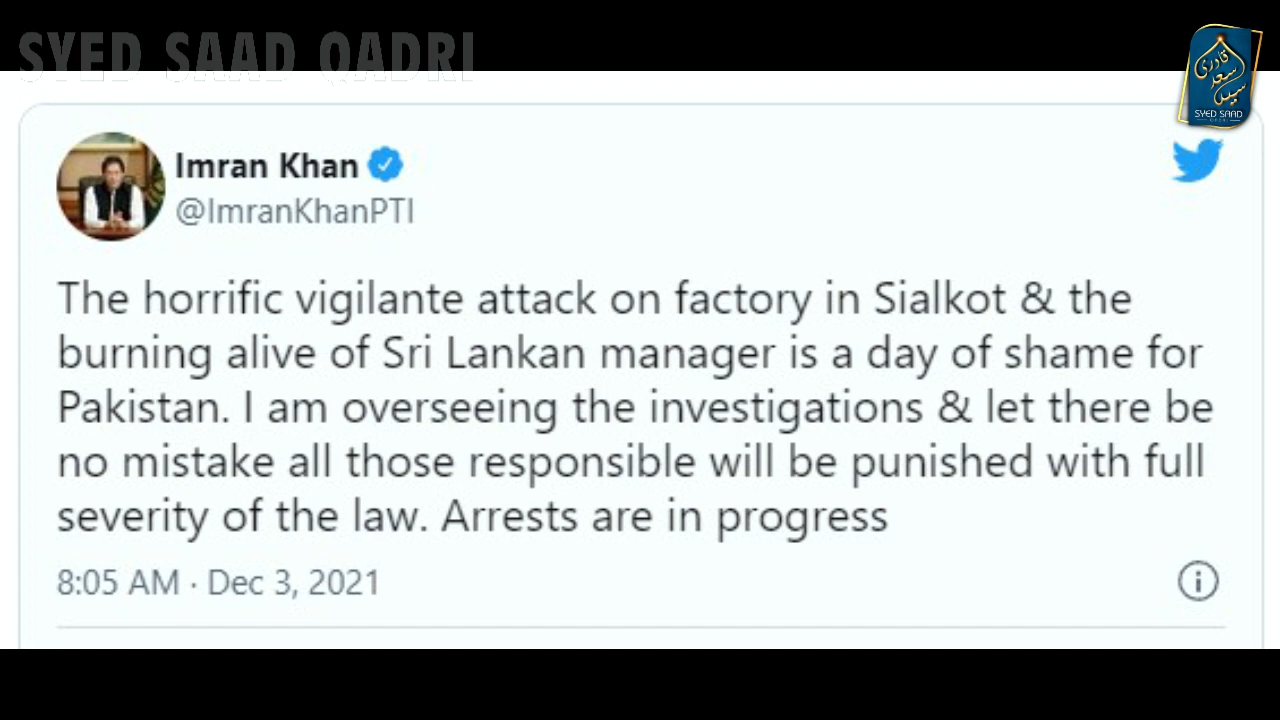 SYED SAAD QADRI
قادری
سعد
سید
SYED SAAD
Imran Khan
@ImranKhanPTI
The horrific vigilante attack on factory in Sialkot & the
burning alive of Sri Lankan manager is a day of shame for
Pakistan. I am overseeing the investigations & let there be
no mistake all those responsible will be punished with full
severity of the law. Arrests are in progress
8:05 AM · Dec 3, 2021